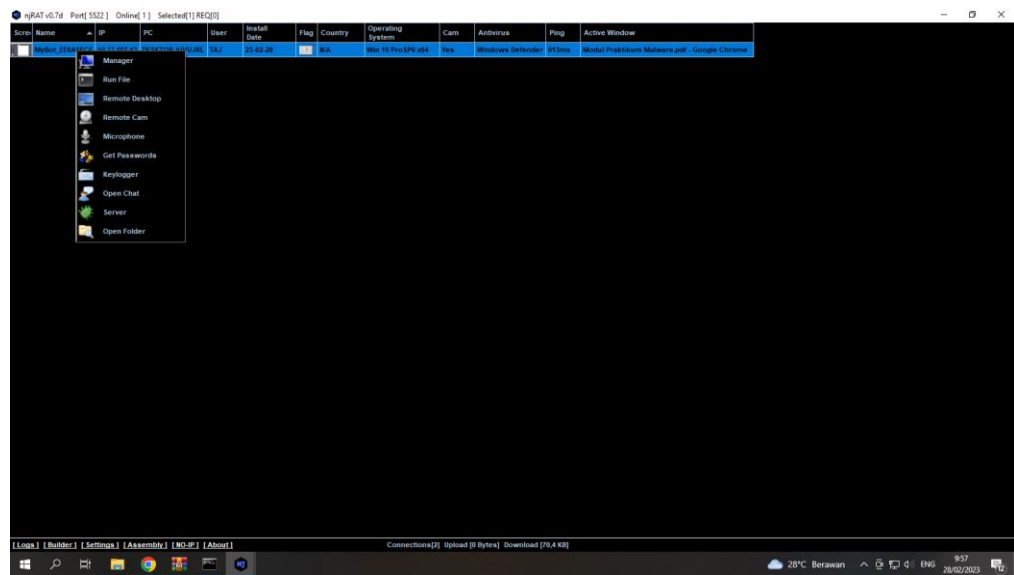 njRAT v0.7d Port[ 5522 ] Online[ 1 ] Selected[1] REQ[0]
Name IP PC User Install Date Flag Country Operating System Cam Antivirus Ping Active Window
TAJ 23-02-28 N/A Win 10 ProSP0 x64 Yes Windows Defender 013ms Modul Praktikum Malware.pdf - Google Chrome
Manager
Run File
Remote Desktop
Remote Cam
Microphone
Get Passwords
Keylogger
Open Chat
Server
Open Folder
[ Logs ] [ Builder ] [ Settings ] [ Assembly ] [ NO-IP ] [ About ] Connections[2] Upload [0 Bytes] Download [70,4 KB]
28°C Berawan ENG 9:57
28/02/2023